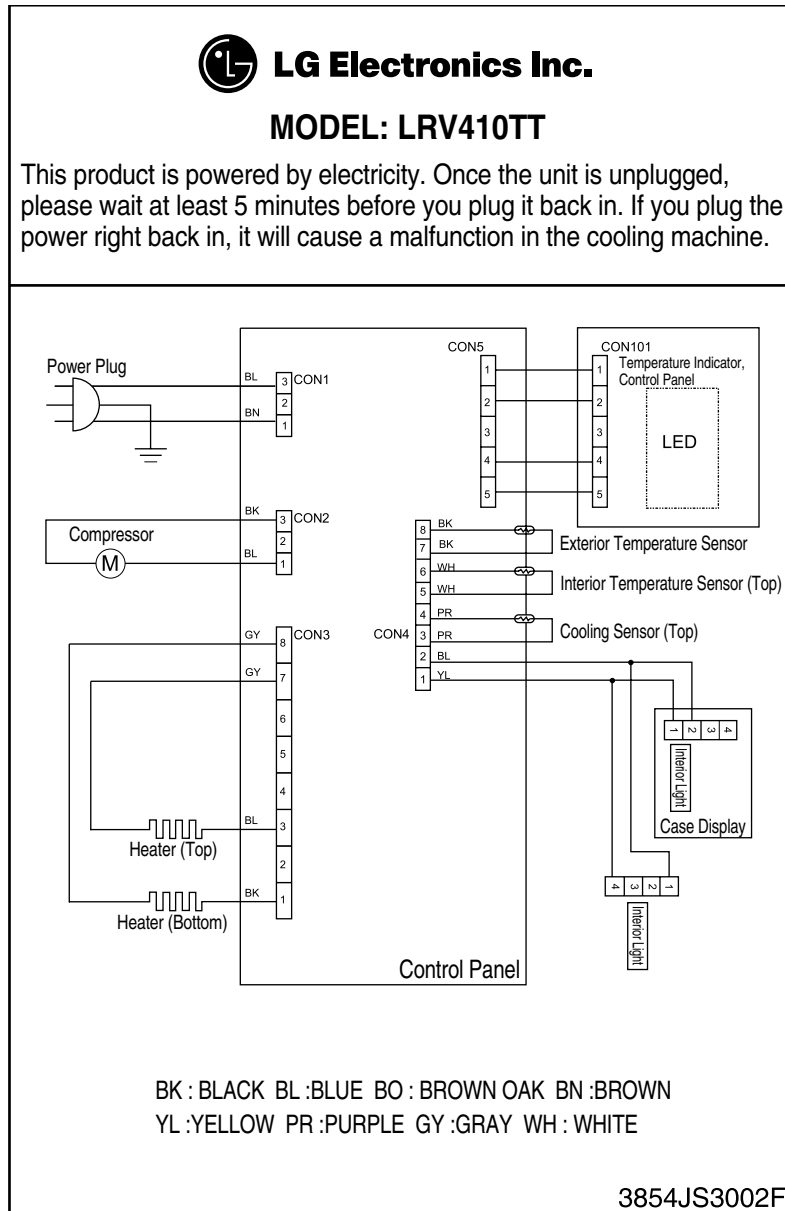 LG Electronics Inc.
MODEL: LRV410TT
This product is powered by electricity. Once the unit is unplugged,
please wait at least 5 minutes before you plug it back in. If you plug the
power right back in, it will cause a malfunction in the cooling machine.
Power Plug
BL
3
CON1
2
BN
1
BK
3
CON2
2
BL
1
Compressor
M
GY
8
CON3
GY
7
6
5
4
BL
3
2
BK
1
Heater (Top)
Heater (Bottom)
Control Panel
CON5
1
2
3
4
5
CON101
1
2
3
4
5
Temperature Indicator,
Control Panel
LED
CON4
8
BK
7
BK
Exterior Temperature Sensor
6
WH
5
WH
Interior Temperature Sensor (Top)
4
PR
3
PR
Cooling Sensor (Top)
2
BL
1
YL
1 2 3 4
Interior Light
Case Display
4 3 2 1
Interior Light
BK : BLACK BL :BLUE BO : BROWN OAK BN :BROWN
YL :YELLOW PR :PURPLE GY :GRAY WH : WHITE
3854JS3002F